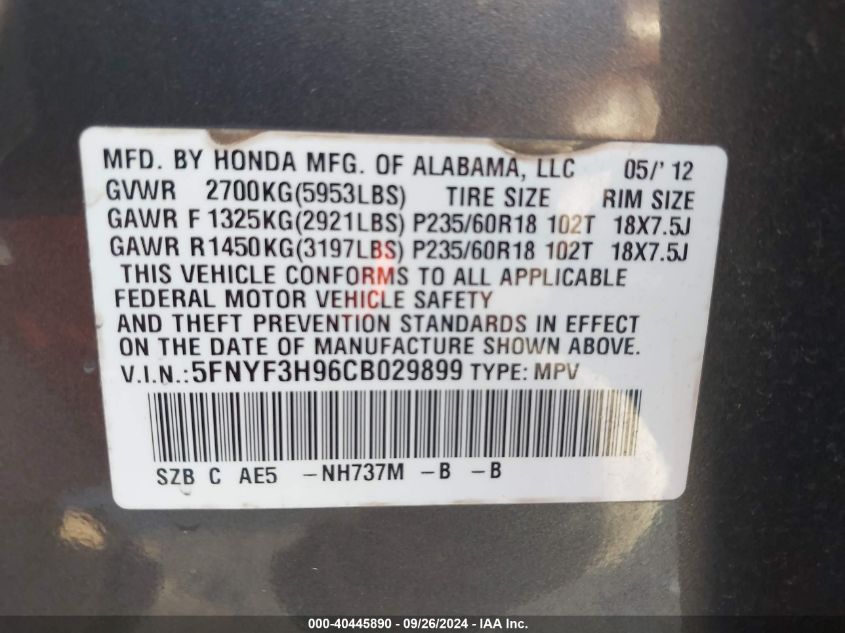 MFD. BY HONDA MFG. OF ALABAMA, LLC 05/' 12
GVWR 2700KG(5953LBS) TIRE SIZE RIM SIZE
GAWR F 1325KG(2921LBS) P235/60R18 102T 18X7.5J
GAWR R1450KG(3197LBS) P235/60R18 102T 18X7.5J
THIS VEHICLE CONFORMS TO ALL APPLICABLE
FEDERAL MOTOR VEHICLE SAFETY
AND THEFT PREVENTION STANDARDS IN EFFECT
ON THE DATE OF MANUFACTURE SHOWN ABOVE.
V.I.N.:5FNYF3H96CB029899 TYPE: MPV
SZB C AE5 -NH737M -B -B
000-40445890 - 09/26/2024 - IAA Inc.